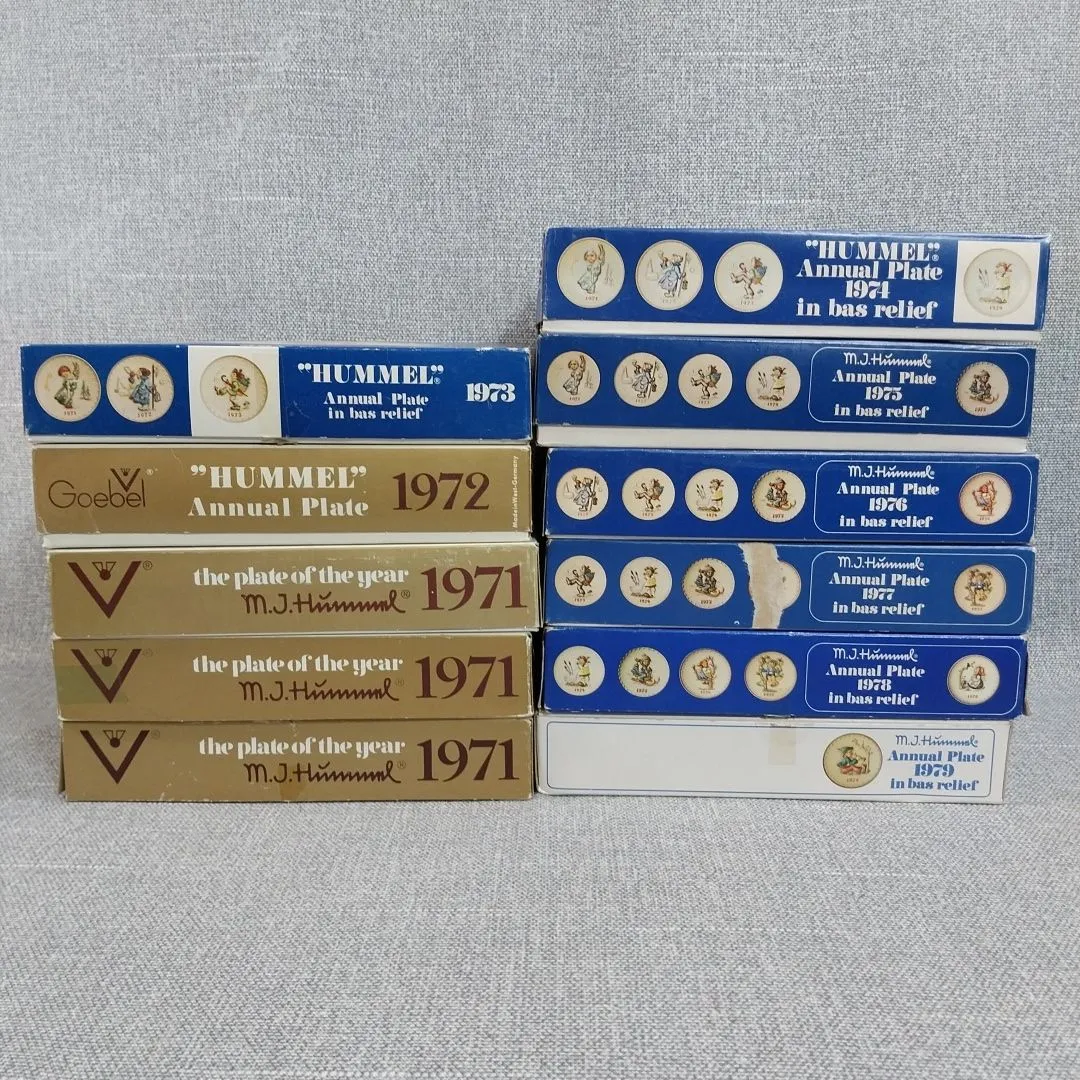 "HUMMEL"®
Annual Plate
in bas relief
1973
Goebel ®
"HUMMEL"
Annual Plate
1972
Made in West-Germany
®
the plate of the year
M.J.Hummel®
1971
the plate of the year
M.J.Hummel®
1971
®
the plate of the year
M.J.Hummel®
1971
"HUMMEL"®
Annual Plate
1974
in bas relief
M.J.Hummel®
Annual Plate
1975
in bas relief
M.J.Hummel®
Annual Plate
1976
in bas relief
M.J.Hummel®
Annual Plate
1977
in bas relief
M.J.Hummel®
Annual Plate
1978
in bas relief
M.J.Hummel®
Annual Plate
1979
in bas relief